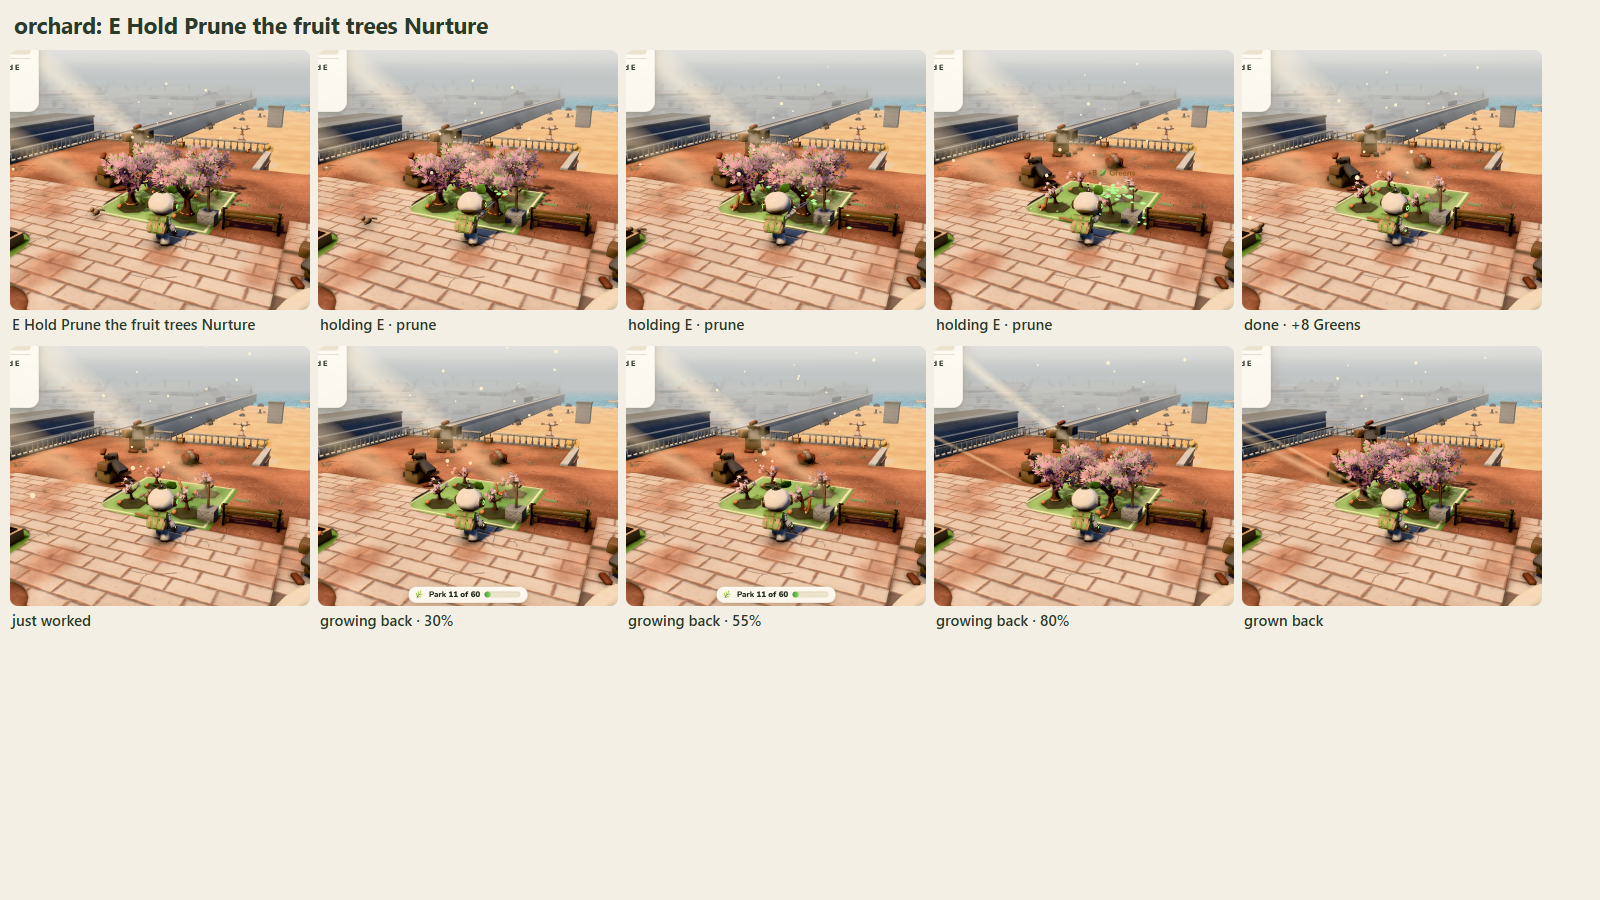 orchard: E Hold Prune the fruit trees Nurture
d E
d E
d E
d E
d E
+8 Greens
E Hold Prune the fruit trees Nurture
holding E · prune
holding E · prune
holding E · prune
done · +8 Greens
d E
d E
d E
d E
d E
Park 11 of 60
Park 11 of 60
just worked
growing back · 30%
growing back · 55%
growing back · 80%
grown back